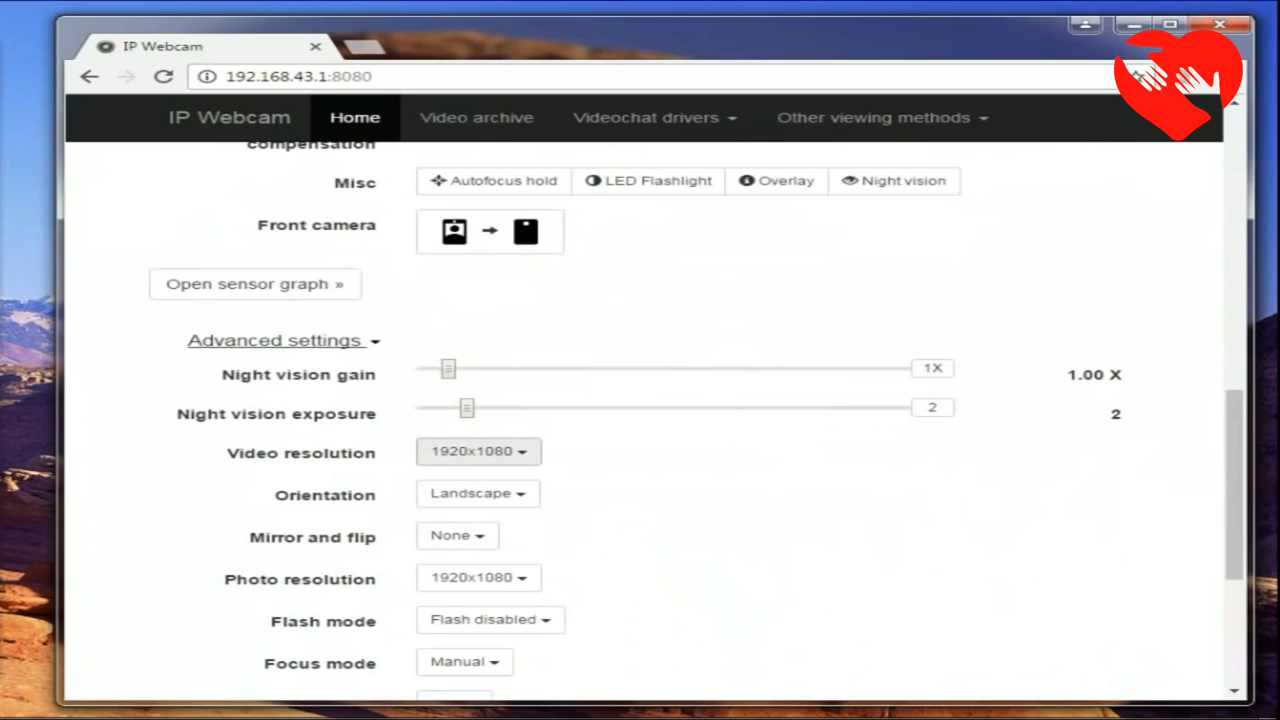 IP Webcam
192.168.43.1:8080
IP Webcam Home Video archive Videochat drivers Other viewing methods
compensation
Misc Autofocus hold LED Flashlight Overlay Night vision
Front camera
Open sensor graph »
Advanced settings
Night vision gain 1X 1.00 X
Night vision exposure 2 2
Video resolution 1920x1080
Orientation Landscape
Mirror and flip None
Photo resolution 1920x1080
Flash mode Flash disabled
Focus mode Manual